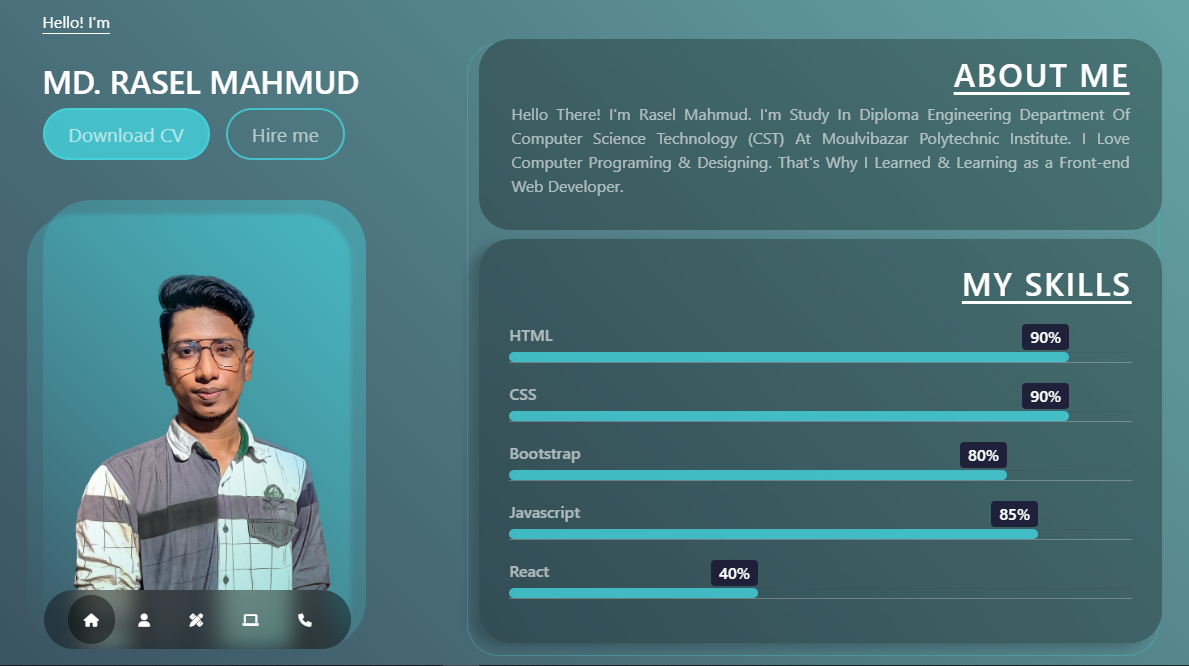 Hello! I'm
MD. RASEL MAHMUD
Download CV
Hire me
ABOUT ME
Hello There! I'm Rasel Mahmud. I'm Study In Diploma Engineering Department Of
Computer Science Technology (CST) At Moulvibazar Polytechnic Institute. I Love
Computer Programing & Designing. That's Why I Learned & Learning as a Front-end
Web Developer.
MY SKILLS
HTML
90%
CSS
90%
Bootstrap
80%
Javascript
85%
React
40%